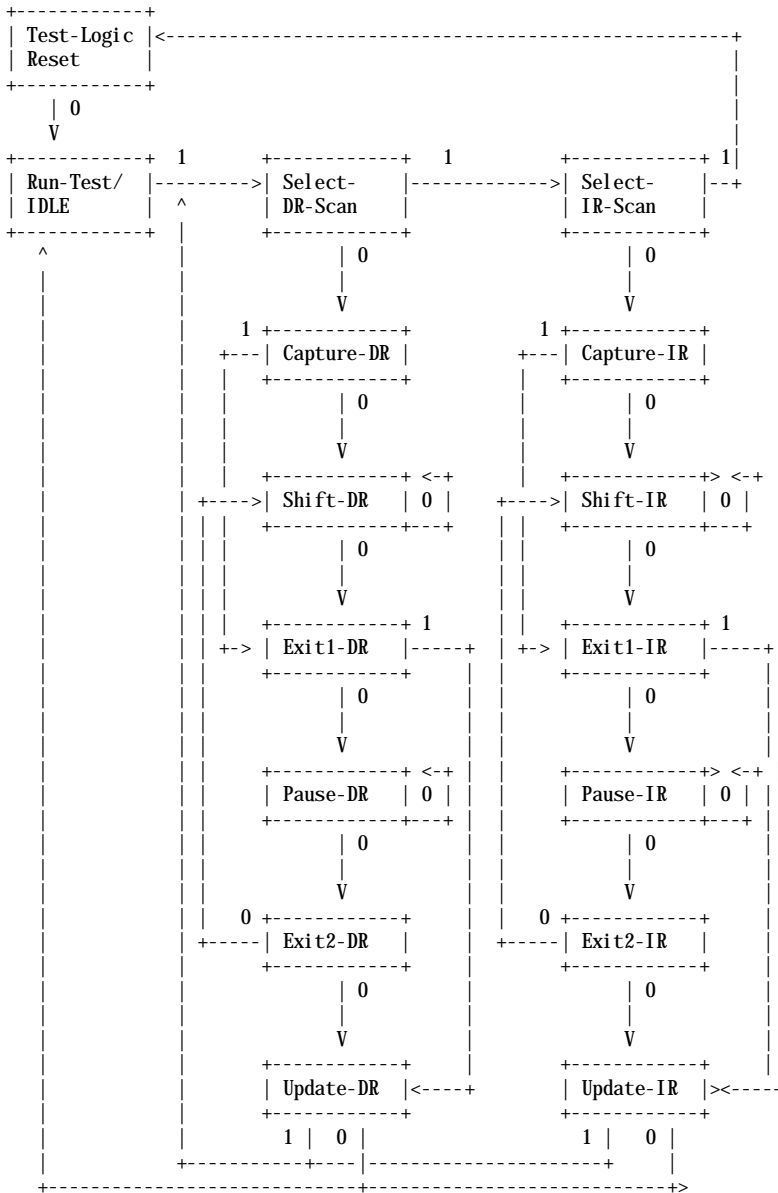 Test-Logic
Reset
0
V
1 1 1
Run-Test/ Select- Select-
IDLE ^ DR-Scan IR-Scan
^ 0 0
V V
1 1
Capture-DR Capture-IR
0 0
V V
<-+ > <-+
Shift-DR 0 Shift-IR 0
0 0
V V
1 1
Exit1-DR Exit1-IR
0 0
V V
<-+ > <-+
Pause-DR 0 Pause-IR 0
0 0
V V
0 0
Exit2-DR Exit2-IR
0 0
V V
Update-DR Update-IR
1 0 1 0